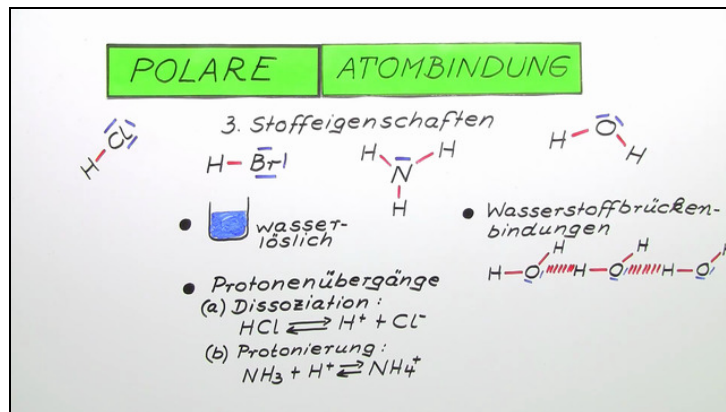 POLARE ATOMBINDUNG
3. Stoffeigenschaften
H Cl
H Br
H N H
H
H O H
wasser-
löslich
Protonenübergänge
(a) Dissoziation:
HCl ⇌ H⁺ + Cl⁻
(b) Protonierung:
NH₃ + H⁺ ⇌ NH₄⁺
Wasserstoffbrücken-
bindungen
H H H
H—O H—O H—O